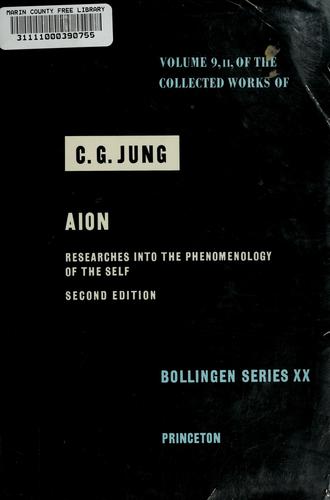 MARIN COUNTY FREE LIBRARY
31111000390755
VOLUME 9, II, OF THE
COLLECTED WORKS OF
C. G. JUNG
AION
RESEARCHES INTO THE PHENOMENOLOGY
OF THE SELF
SECOND EDITION
BOLLINGEN SERIES XX
PRINCETON